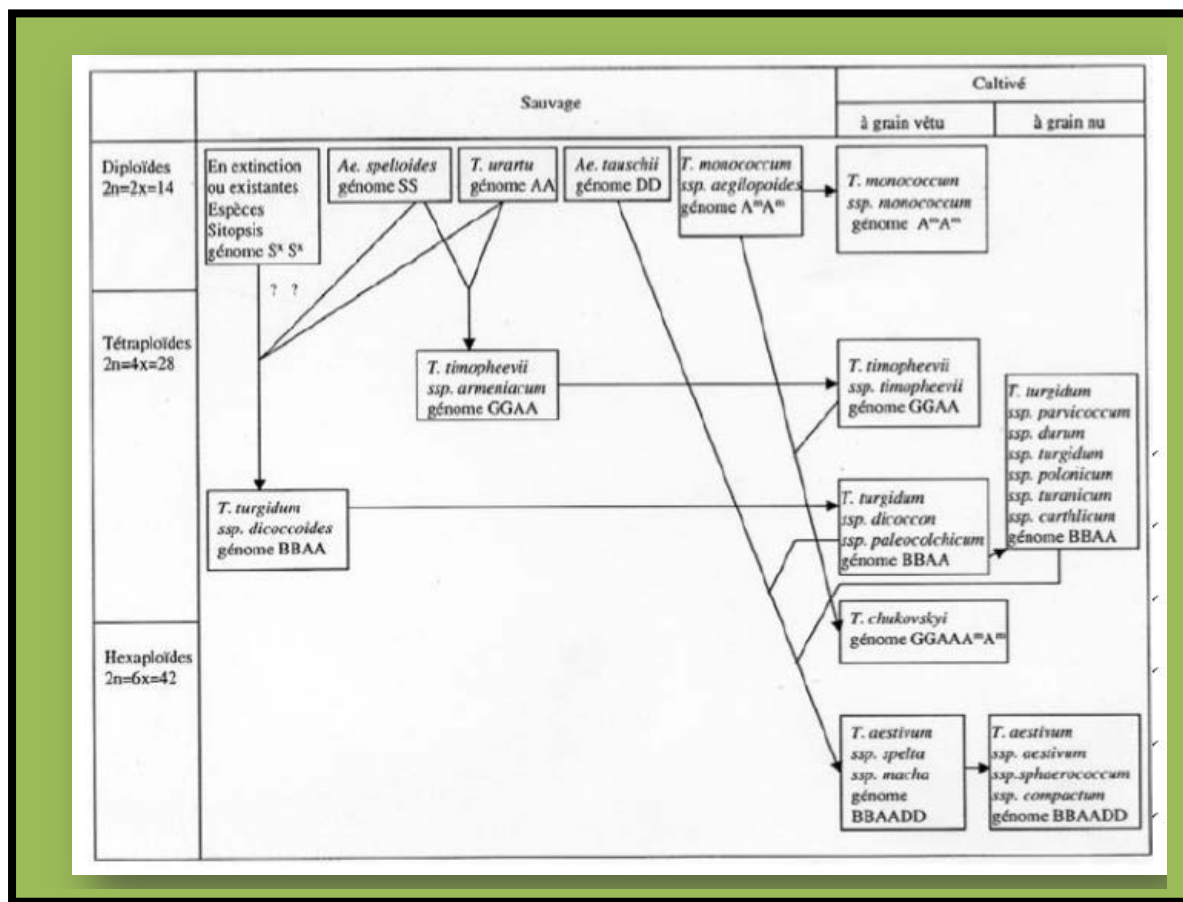 Sauvage
Cultivé
à grain vêtu
à grain nu
Diploïdes
2n=2x=14
En extinction
ou existantes
Espèces
Sitopsis
génome Sˣ Sˣ
Ae. speltoides
génome SS
T. urartu
génome AA
Ae. tauschii
génome DD
T. monococcum
ssp. aegilopoides
génome AᵐAᵐ
T. monococcum
ssp. monococcum
génome AᵐAᵐ
? ?
Tétraploïdes
2n=4x=28
T. timopheevii
ssp. armeniacum
génome GGAA
T. timopheevii
ssp. timopheevii
génome GGAA
T. turgidum
ssp. parvicoccum
ssp. durum
ssp. turgidum
ssp. polonicum
ssp. turanicum
ssp. carthlicum
génome BBAA
T. turgidum
ssp. dicoccoides
génome BBAA
T. turgidum
ssp. dicoccon
ssp. paleocolchicum
génome BBAA
Hexaploïdes
2n=6x=42
T. chukovskyi
génome GGAAAᵐAᵐ
T. aestivum
ssp. spelta
ssp. macha
génome
BBAADD
T. aestivum
ssp. aestivum
ssp.sphaerococcum
ssp. compactum
génome BBAADD